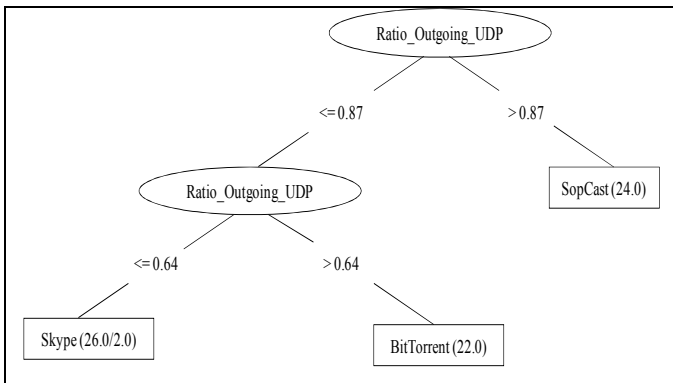 Ratio_Outgoing_UDP
<=0.87
>0.87
Ratio_Outgoing_UDP
SopCast (24.0)
<=0.64
>0.64
Skype (26.0/2.0)
BitTorrent (22.0)